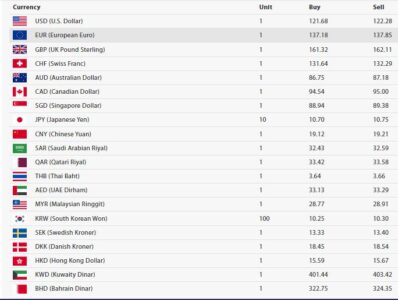 Currency Unit Buy Sell
USD (U.S. Dollar) 1 121.68 122.28
EUR (European Euro) 1 137.18 137.85
GBP (UK Pound Sterling) 1 161.32 162.11
CHF (Swiss Franc) 1 131.64 132.29
AUD (Australian Dollar) 1 86.75 87.18
CAD (Canadian Dollar) 1 94.54 95.00
SGD (Singapore Dollar) 1 88.94 89.38
JPY (Japanese Yen) 10 10.70 10.75
CNY (Chinese Yuan) 1 19.12 19.21
SAR (Saudi Arabian Riyal) 1 32.43 32.59
QAR (Qatari Riyal) 1 33.42 33.58
THB (Thai Baht) 1 3.64 3.66
AED (UAE Dirham) 1 33.13 33.29
MYR (Malaysian Ringgit) 1 28.77 28.91
KRW (South Korean Won) 100 10.25 10.30
SEK (Swedish Kroner) 1 13.33 13.40
DKK (Danish Kroner) 1 18.45 18.54
HKD (Hong Kong Dollar) 1 15.59 15.67
KWD (Kuwaity Dinar) 1 401.44 403.42
BHD (Bahrain Dinar) 1 322.75 324.35